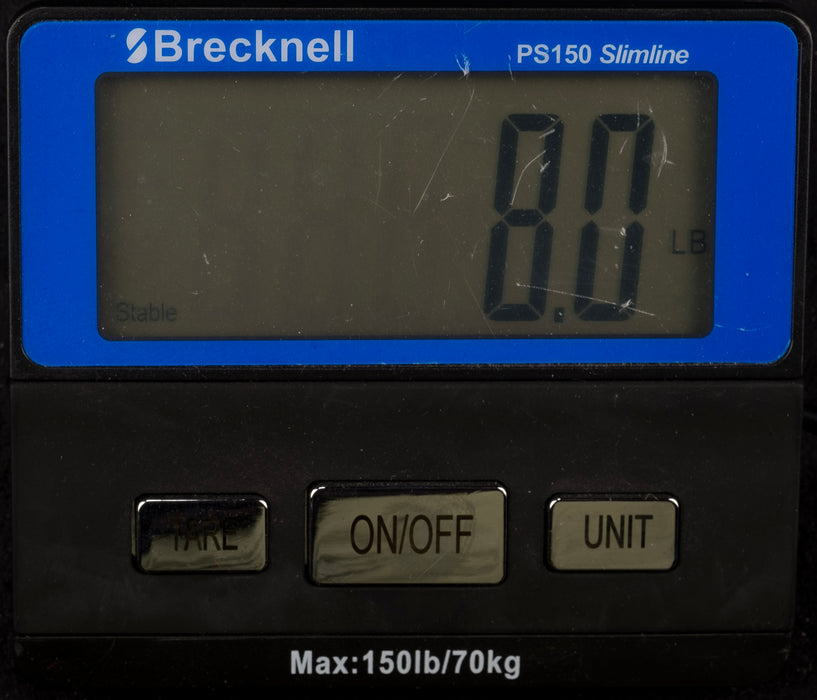 Brecknell
PS150 Slimline
8.0
LB
Stable
TARE
ON/OFF
UNIT
Max:150lb/70kg